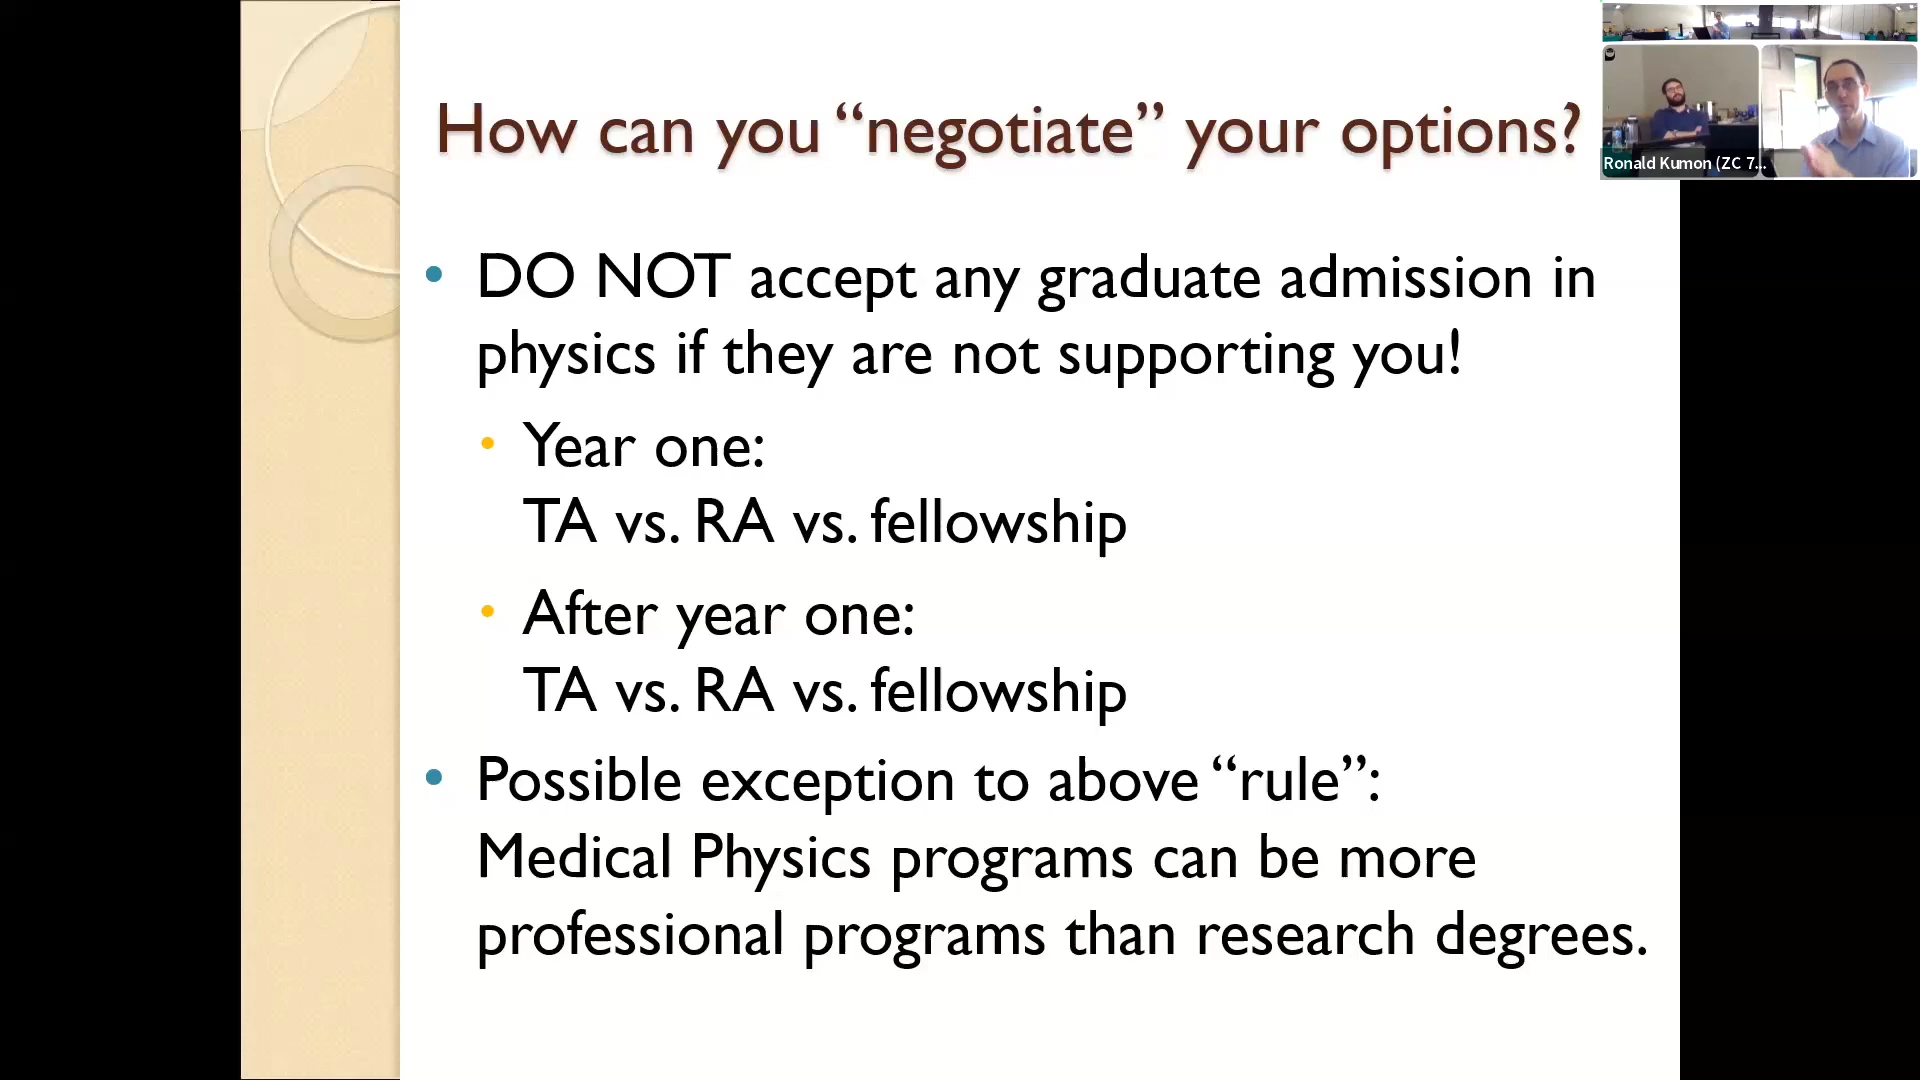 How can you “negotiate” your options?
Ronald Kumon (ZC 7...
• DO NOT accept any graduate admission in
physics if they are not supporting you!
• Year one:
TA vs. RA vs. fellowship
• After year one:
TA vs. RA vs. fellowship
• Possible exception to above “rule”:
Medical Physics programs can be more
professional programs than research degrees.